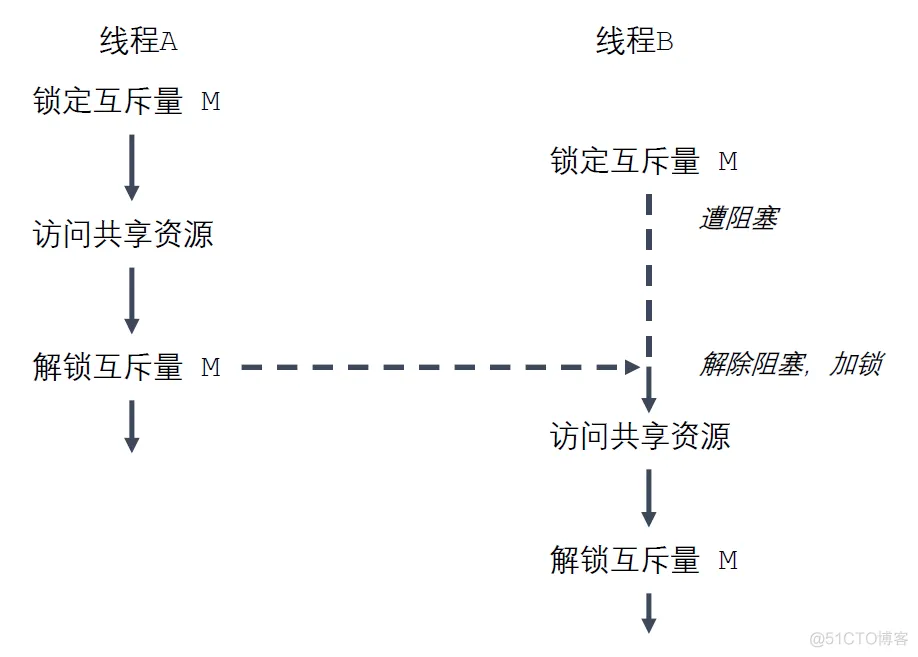 线程A
线程B
锁定互斥量 M
锁定互斥量 M
遭阻塞
访问共享资源
解锁互斥量 M
解除阻塞，加锁
访问共享资源
解锁互斥量 M
@51CTO博客